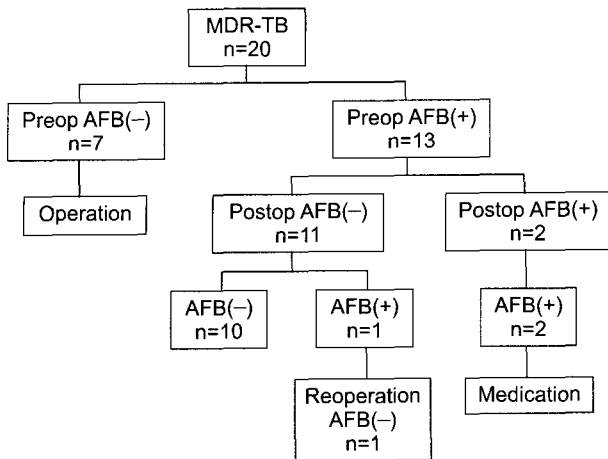 MDR-TB
n=20
Preop AFB(−)
n=7
Preop AFB(+)
n=13
Operation
Postop AFB(−)
n=11
Postop AFB(+)
n=2
AFB(−)
n=10
AFB(+)
n=1
AFB(+)
n=2
Reoperation
AFB(−)
n=1
Medication